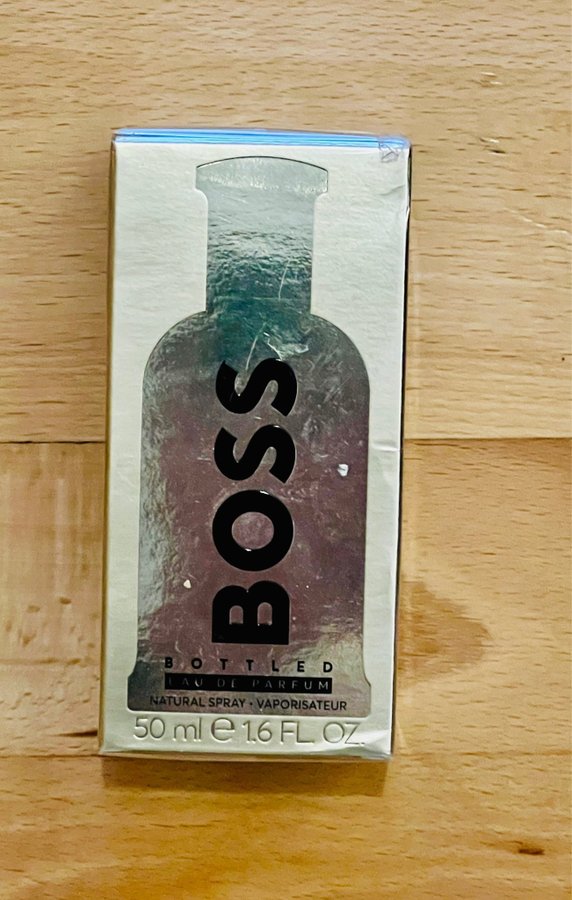 BOSS
BOTTLED
EAU DE PARFUM
NATURAL SPRAY • VAPORISATEUR
50 ml ℮ 1.6 FL. OZ.